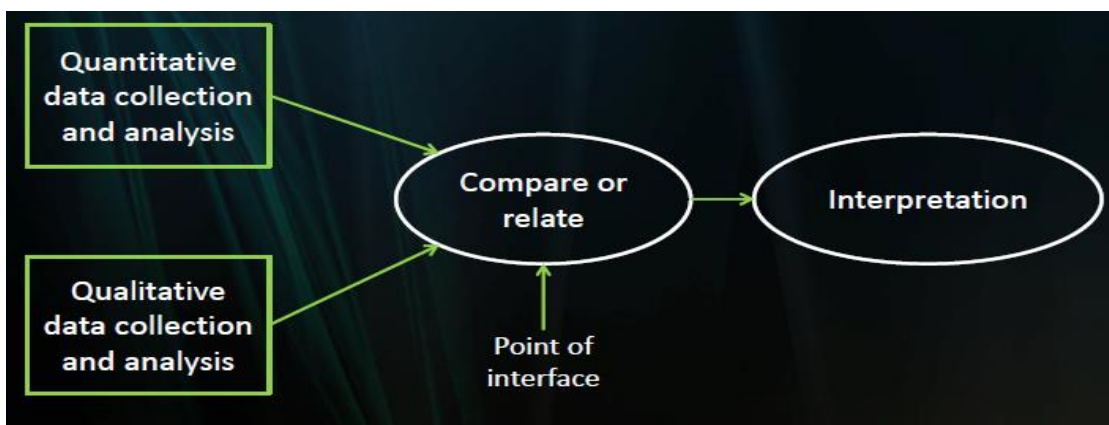 Quantitative
data collection
and analysis
Compare or
relate
Interpretation
Qualitative
data collection
and analysis
Point of
interface